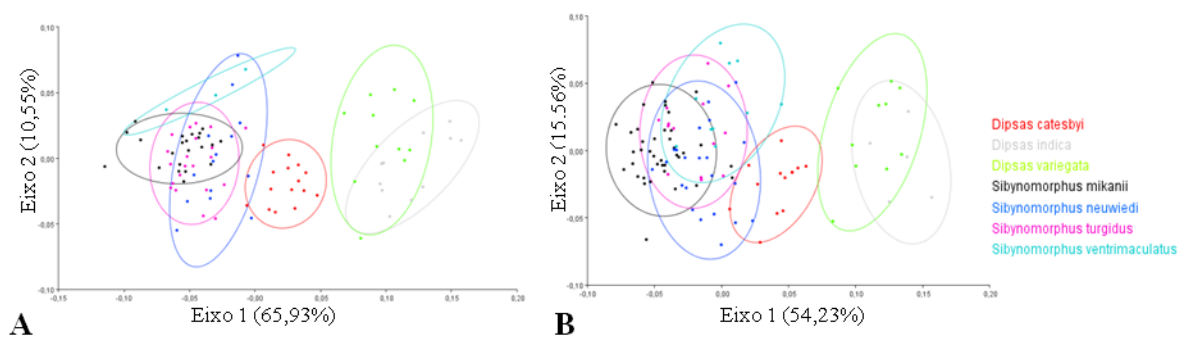 0,10
0,05
0,00
-0,05
-0,10
-0,15
-0,10
-0,05
-0,00
0,05
0,10
0,15
0,20
Eixo 2 (10,55%)
Eixo 1 (65,93%)
A
0,10
0,05
0,00
-0,05
-0,10
-0,10
-0,05
-0,00
0,05
0,10
0,15
0,20
Eixo 2 (15.56%)
Eixo 1 (54,23%)
B
Dipsas catesbyi
Dipsas indica
Dipsas variegata
Sibynomorphus mikanii
Sibynomorphus neuwiedi
Sibynomorphus turgidus
Sibynomorphus ventrimaculatus